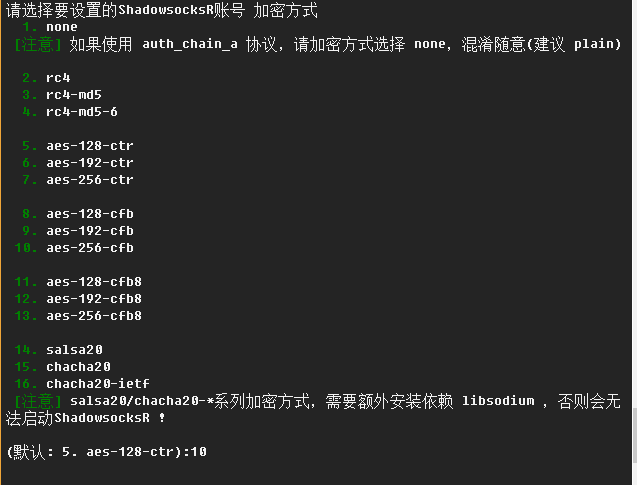 请选择要设置的ShadowsocksR账号 加密方式
1. none
[注意] 如果使用 auth_chain_a 协议，请加密方式选择 none，混淆随意(建议 plain)
2. rc4
3. rc4-md5
4. rc4-md5-6
5. aes-128-ctr
6. aes-192-ctr
7. aes-256-ctr
8. aes-128-cfb
9. aes-192-cfb
10. aes-256-cfb
11. aes-128-cfb8
12. aes-192-cfb8
13. aes-256-cfb8
14. salsa20
15. chacha20
16. chacha20-ietf
[注意] salsa20/chacha20-*系列加密方式，需要额外安装依赖 libsodium ，否则会无
法启动ShadowsocksR !
(默认: 5. aes-128-ctr):10